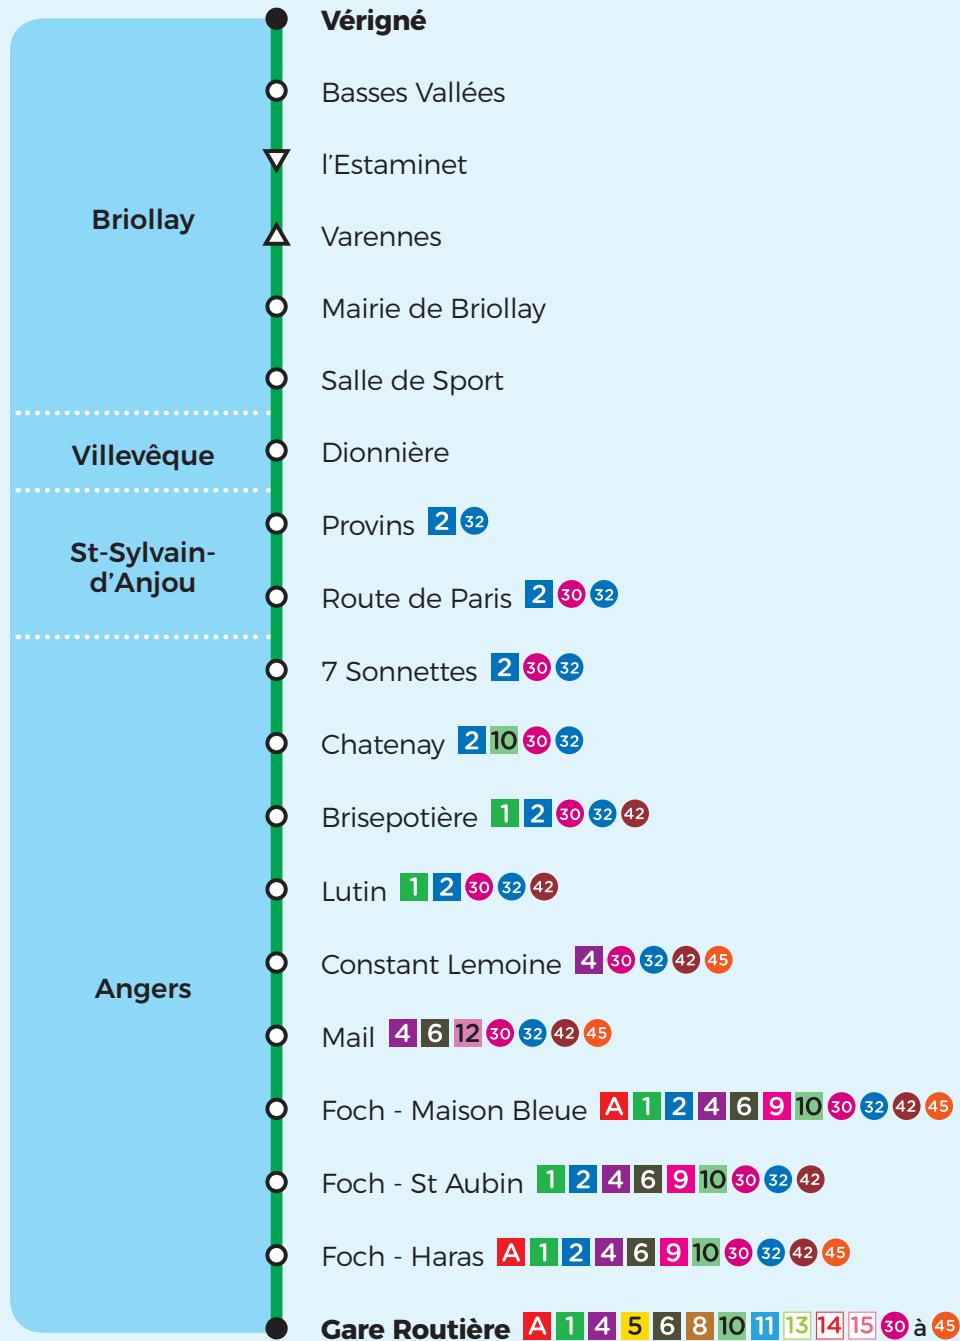 Vérigné
Basses Vallées
l'Estaminet
Briollay
Varennes
Mairie de Briollay
Salle de Sport
Villevêque
Dionnière
Provins 2 32
St-Sylvain-
d'Anjou
Route de Paris 2 30 32
7 Sonnettes 2 30 32
Chatenay 2 10 30 32
Brisepotière 1 2 30 32 42
Lutin 1 2 30 32 42
Constant Lemoine 4 30 32 42 45
Angers
Mail 4 6 12 30 32 42 45
Foch - Maison Bleue A 1 2 4 6 9 10 30 32 42 45
Foch - St Aubin 1 2 4 6 9 10 30 32 42
Foch - Haras A 1 2 4 6 9 10 30 32 42 45
Gare Routière A 1 4 5 6 8 10 11 13 14 15 30 à 45